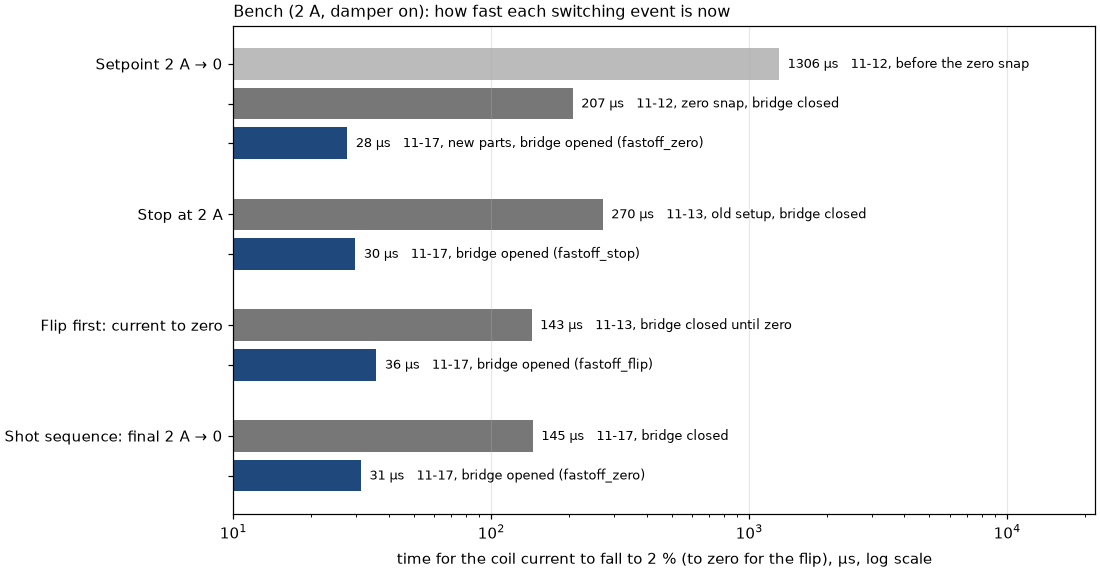 Bench (2 A, damper on): how fast each switching event is now
Setpoint 2 A → 0
1306 µs   11-12, before the zero snap
207 µs   11-12, zero snap, bridge closed
28 µs   11-17, new parts, bridge opened (fastoff_zero)
Stop at 2 A
270 µs   11-13, old setup, bridge closed
30 µs   11-17, bridge opened (fastoff_stop)
Flip first: current to zero
143 µs   11-13, bridge closed until zero
36 µs   11-17, bridge opened (fastoff_flip)
Shot sequence: final 2 A → 0
145 µs   11-17, bridge closed
31 µs   11-17, bridge opened (fastoff_zero)
10¹ 10² 10³ 10⁴
time for the coil current to fall to 2 % (to zero for the flip), µs, log scale